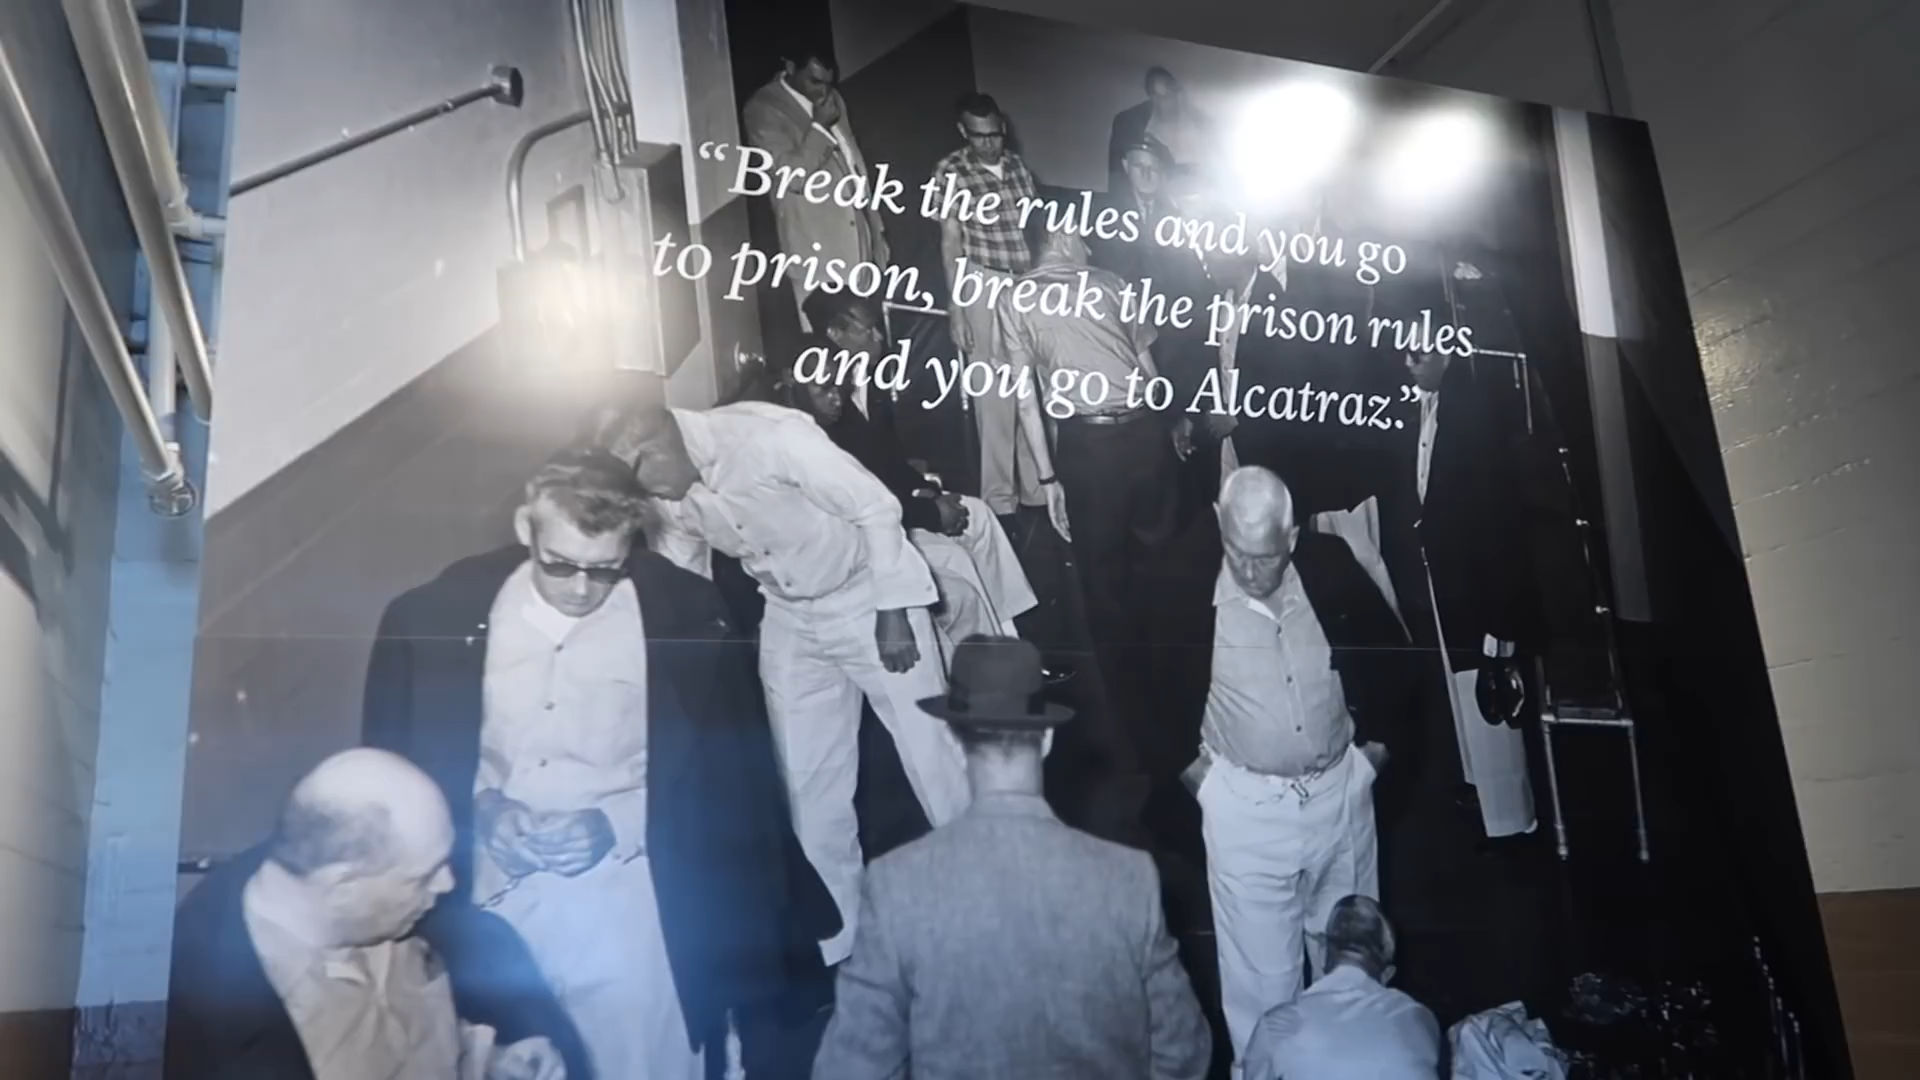 “Break the rules and you go
to prison, break the prison rules
and you go to Alcatraz.”